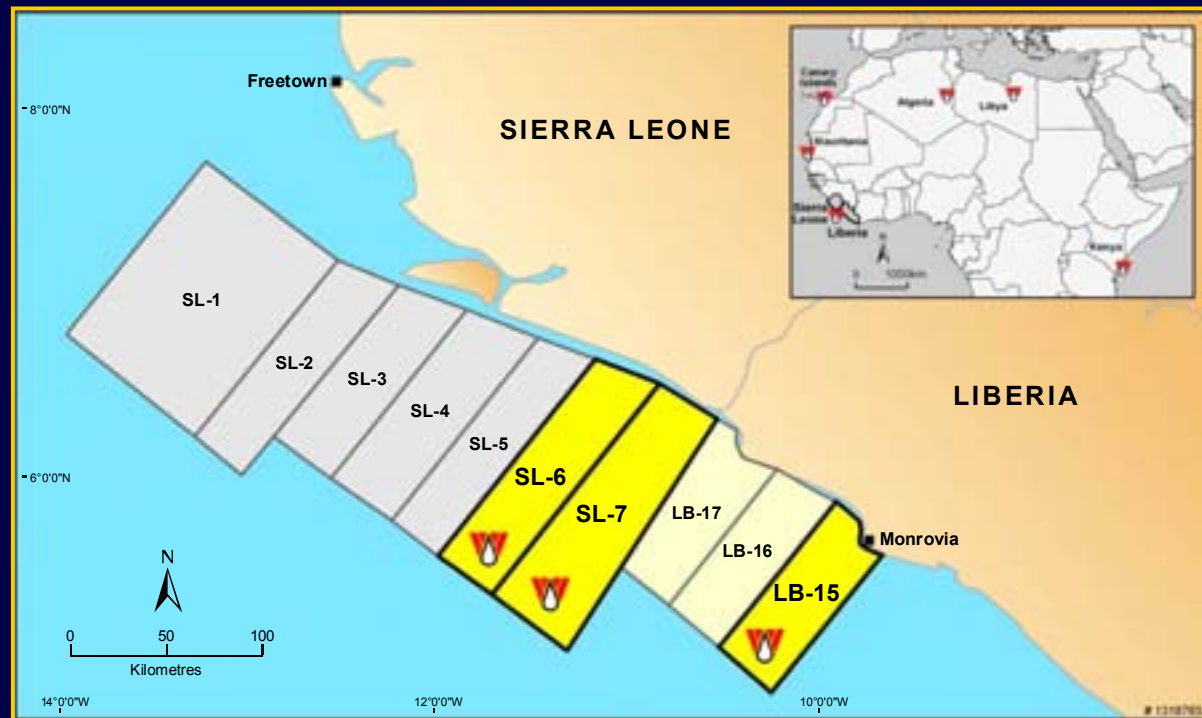 Freetown
8°0'0"N
SIERRA LEONE
Canary
Islands
Algeria
Libya
Mauritania
Sierra
Leone
Liberia
Kenya
N
0 1000km
SL-1
SL-2
SL-3
SL-4
SL-5
SL-6
SL-7
LIBERIA
6°0'0"N
LB-17
LB-16
LB-15
Monrovia
N
0 50 100
Kilometres
14°0'0"W
12°0'0"W
10°0'0"W